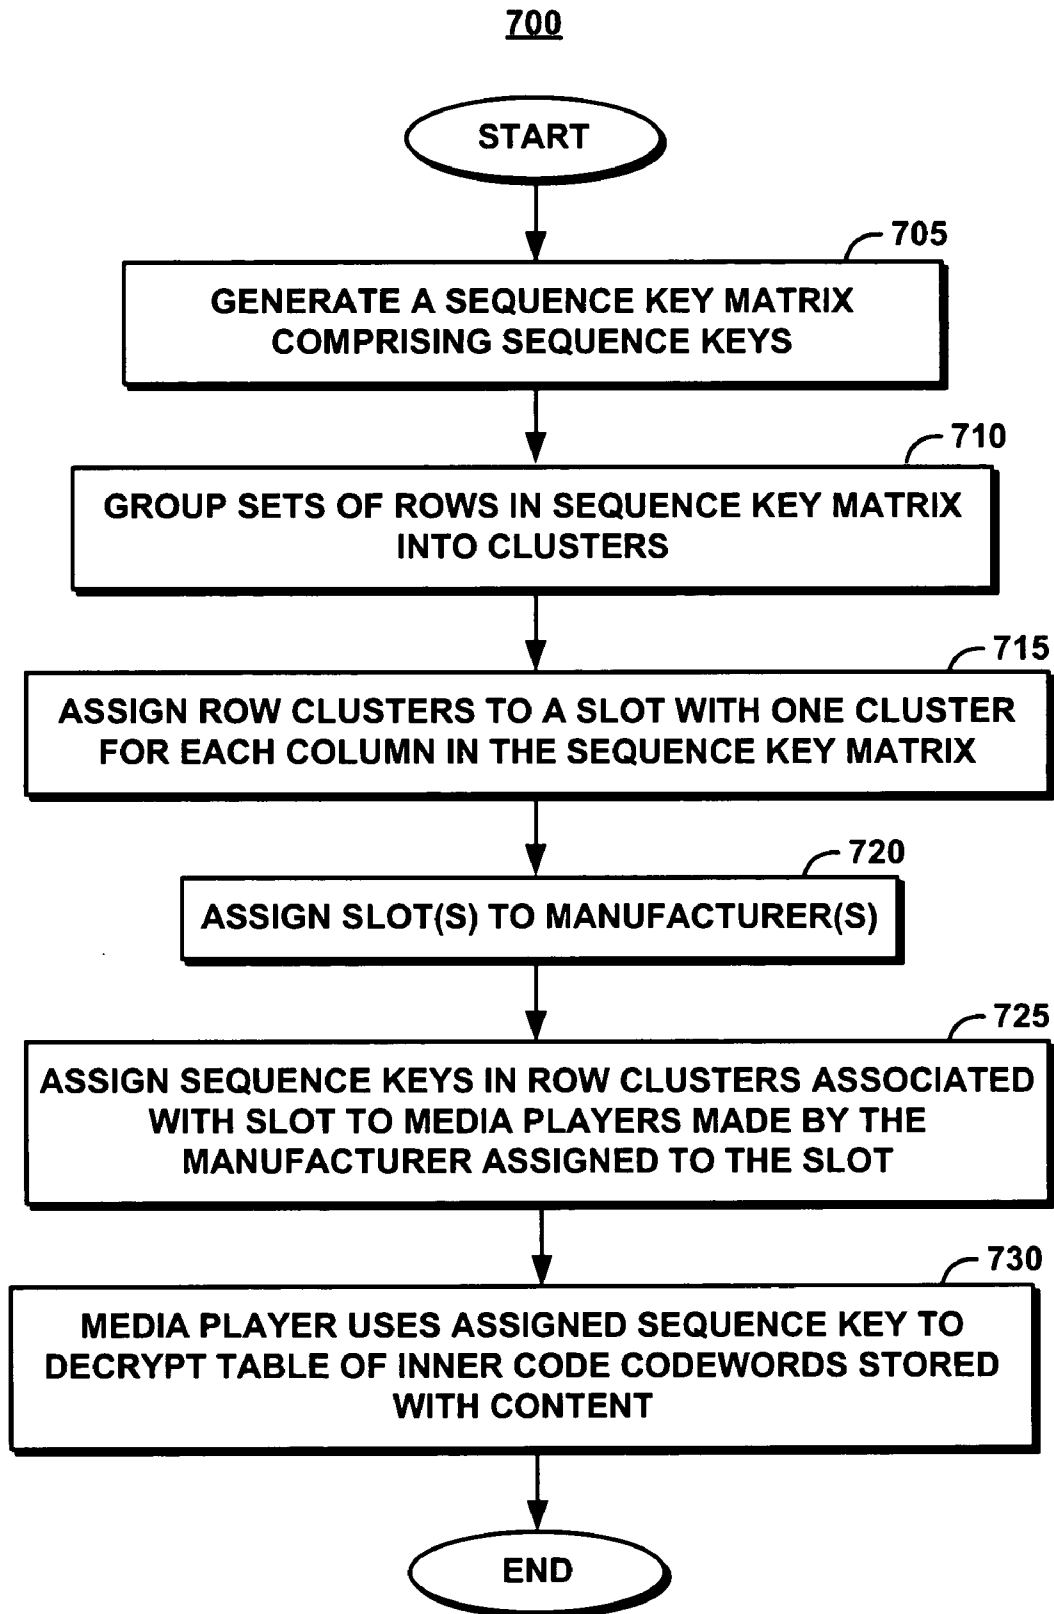 700
START
705
GENERATE A SEQUENCE KEY MATRIX
COMPRISING SEQUENCE KEYS
710
GROUP SETS OF ROWS IN SEQUENCE KEY MATRIX
INTO CLUSTERS
715
ASSIGN ROW CLUSTERS TO A SLOT WITH ONE CLUSTER
FOR EACH COLUMN IN THE SEQUENCE KEY MATRIX
720
ASSIGN SLOT(S) TO MANUFACTURER(S)
725
ASSIGN SEQUENCE KEYS IN ROW CLUSTERS ASSOCIATED
WITH SLOT TO MEDIA PLAYERS MADE BY THE
MANUFACTURER ASSIGNED TO THE SLOT
730
MEDIA PLAYER USES ASSIGNED SEQUENCE KEY TO
DECRYPT TABLE OF INNER CODE CODEWORDS STORED
WITH CONTENT
END